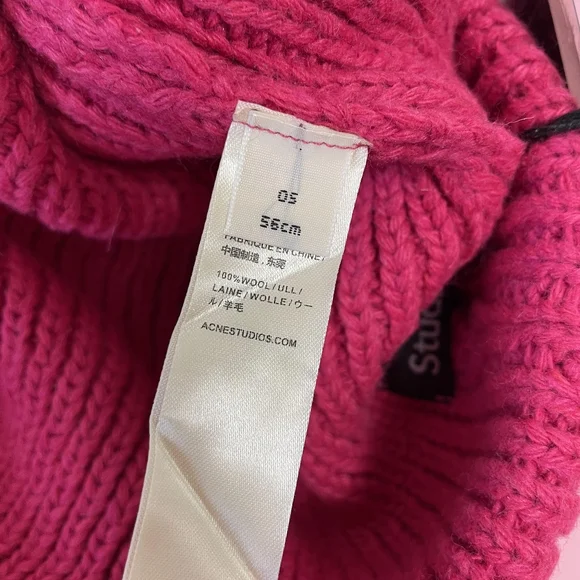 OS
56cm
FABRIQUE EN CHINE /
中国制造 , 东莞
100%WOOL / ULL /
LAINE / WOLLE / ウー
ル / 羊毛
ACNESTUDIOS.COM
Stud